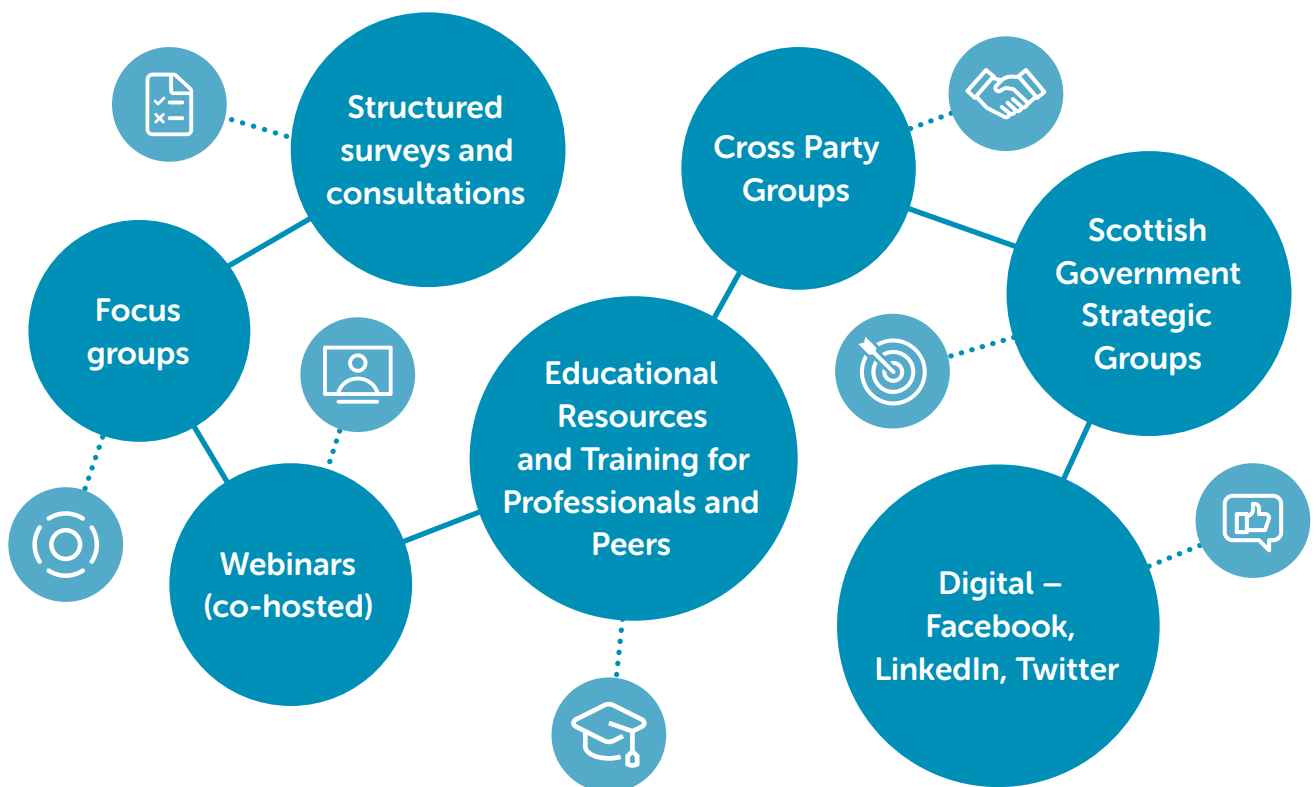 Structured
surveys and
consultations
Cross Party
Groups
Scottish
Government
Strategic
Groups
Focus
groups
Educational
Resources
and Training for
Professionals and
Peers
Webinars
(co-hosted)
Digital –
Facebook,
LinkedIn, Twitter